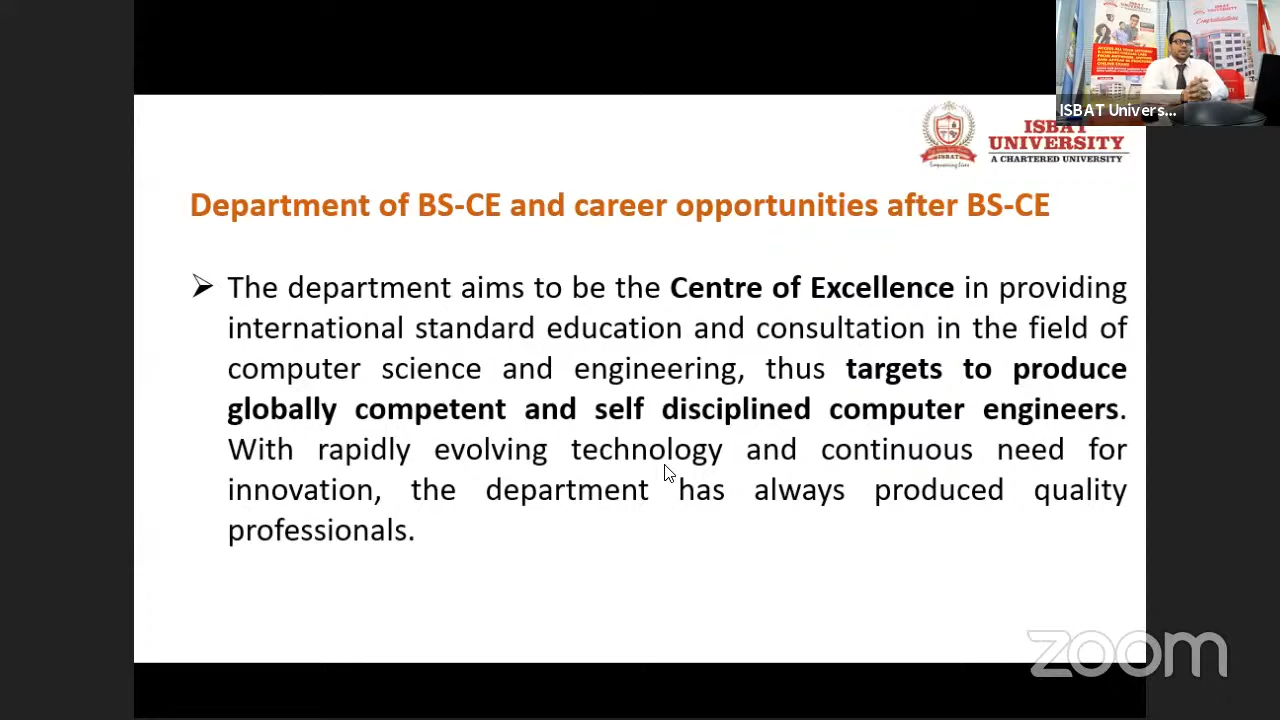 ISBAT Univers...
ISBAT
UNIVERSITY
A CHARTERED UNIVERSITY
ISBAT
Department of BS-CE and career opportunities after BS-CE
The department aims to be the Centre of Excellence in providing
international standard education and consultation in the field of
computer science and engineering, thus targets to produce
globally competent and self disciplined computer engineers.
With rapidly evolving technology and continuous need for
innovation, the department has always produced quality
professionals.
zoom